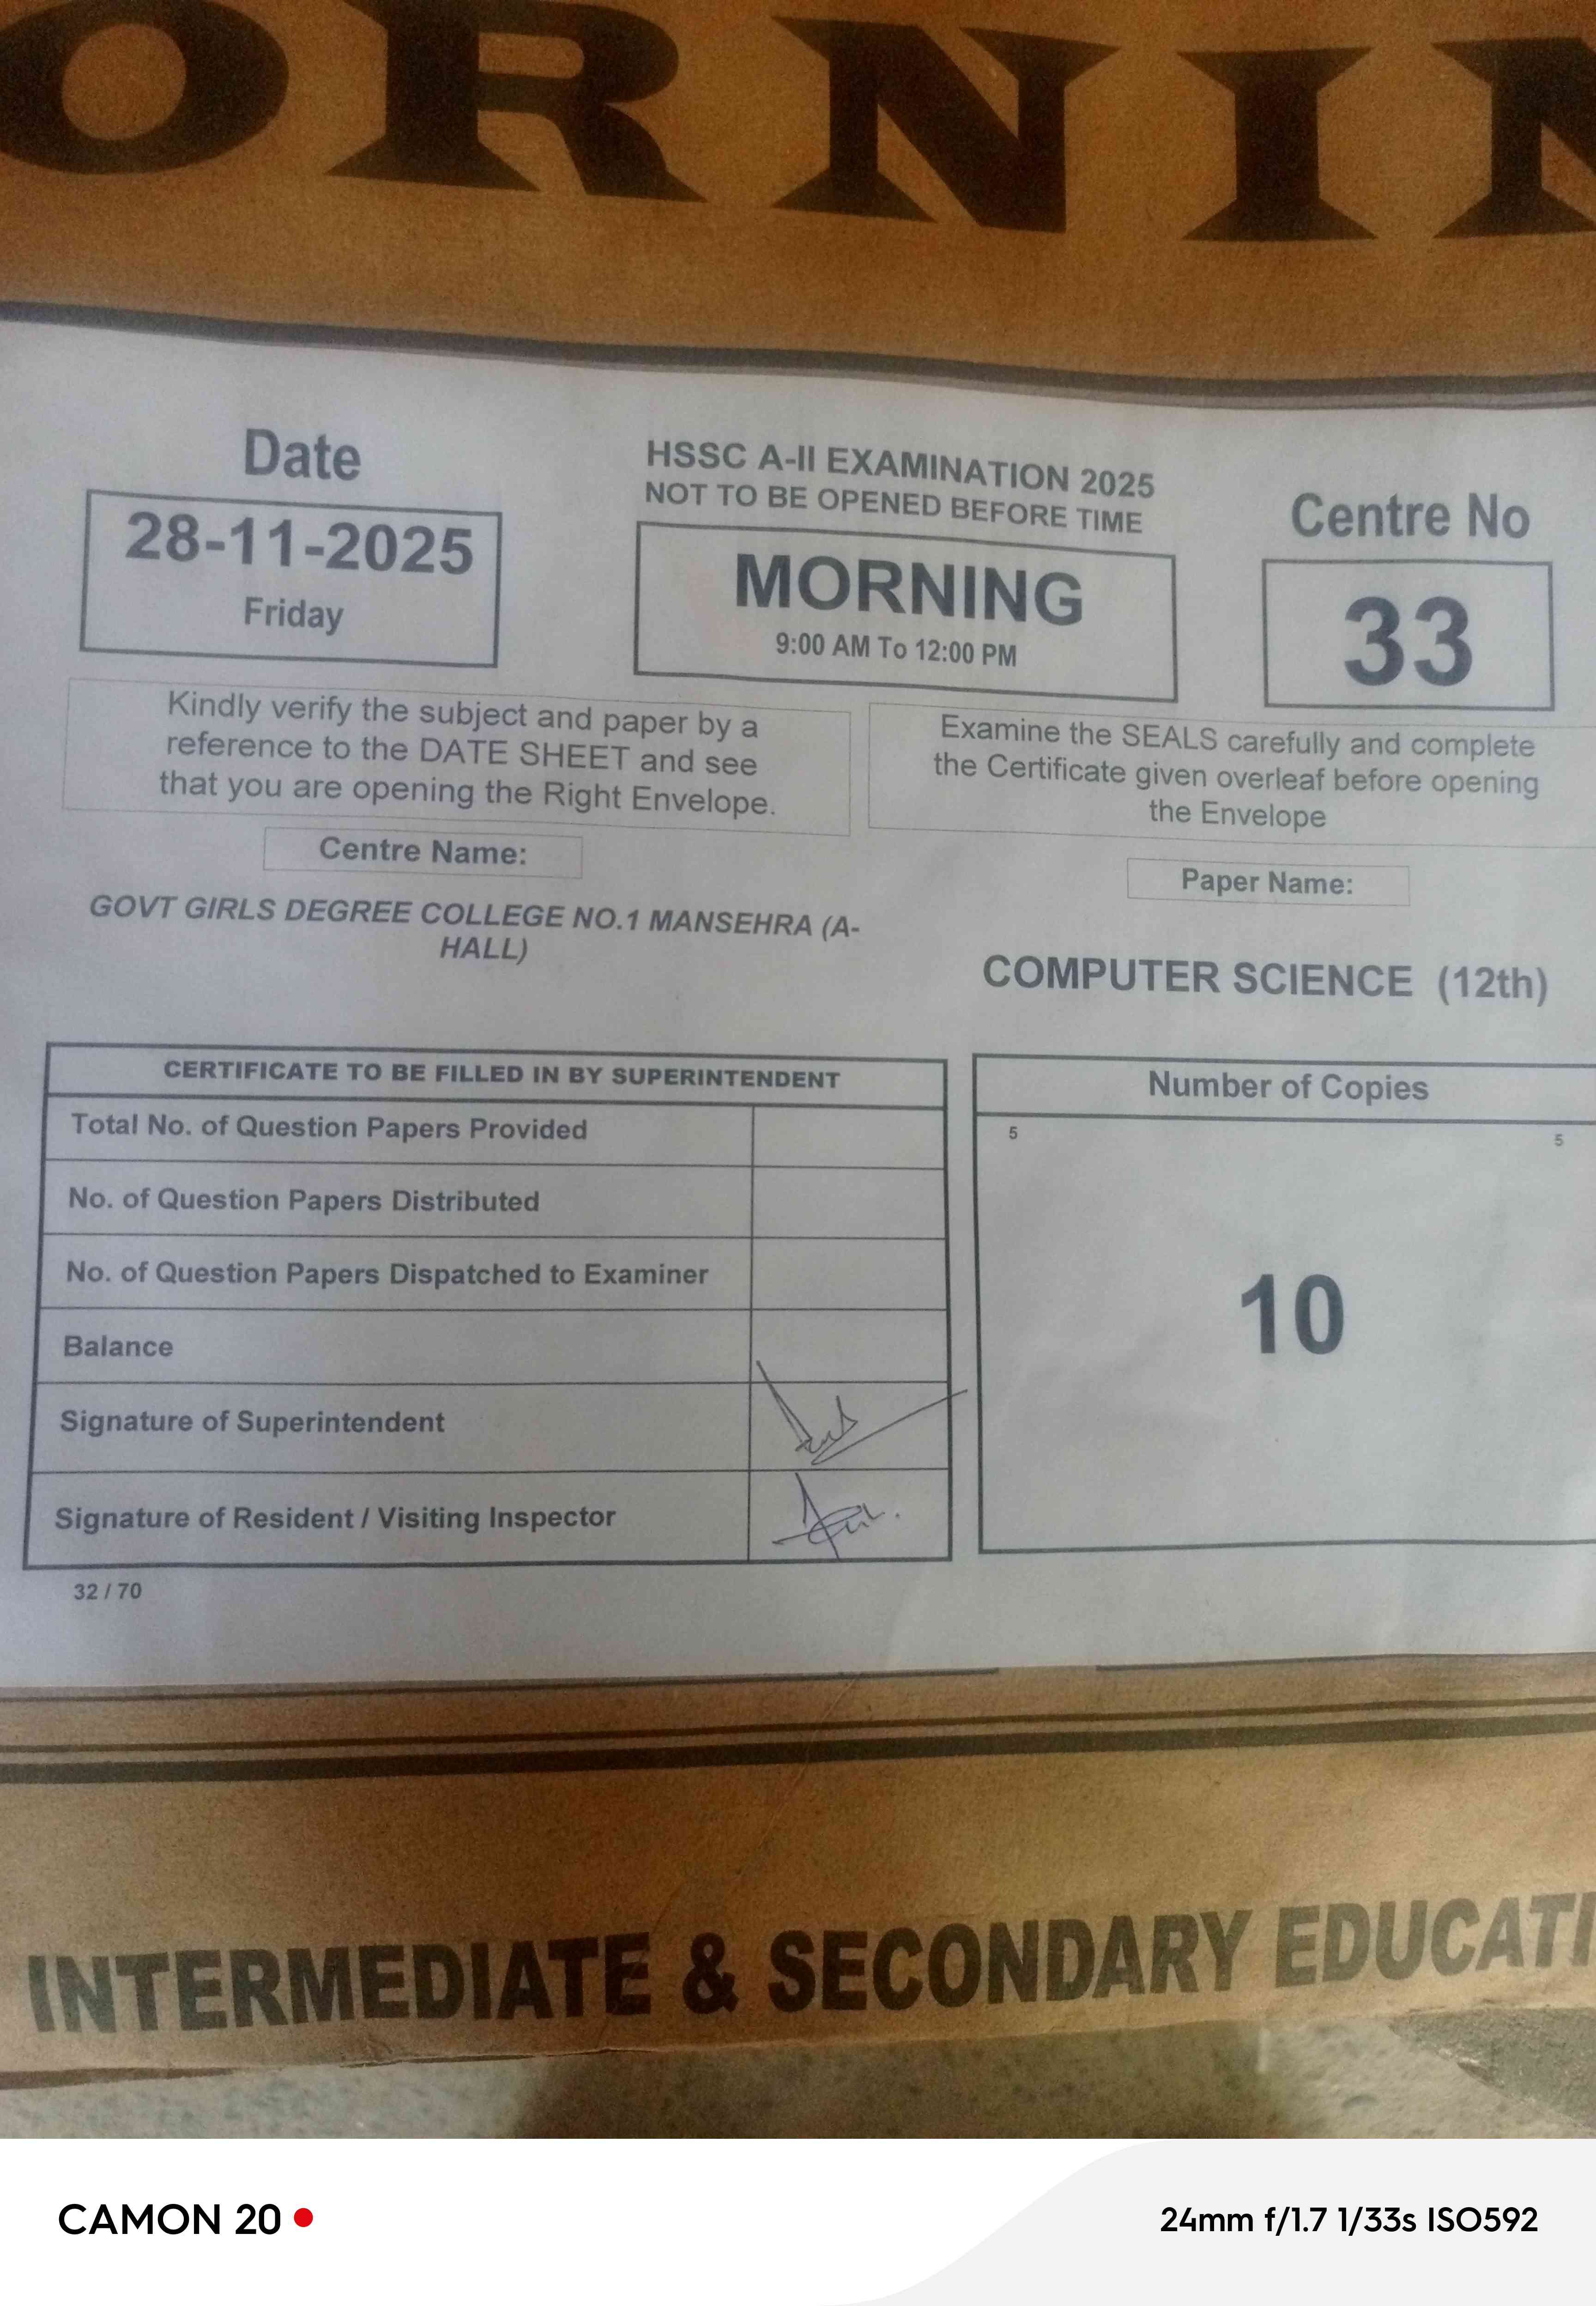 ORNIN
Date
28-11-2025
Friday
HSSC A-II EXAMINATION 2025
NOT TO BE OPENED BEFORE TIME
MORNING
9:00 AM To 12:00 PM
Centre No
33
Kindly verify the subject and paper by a
reference to the DATE SHEET and see
that you are opening the Right Envelope.
Examine the SEALS carefully and complete
the Certificate given overleaf before opening
the Envelope
Centre Name:
GOVT GIRLS DEGREE COLLEGE NO.1 MANSEHRA (A-
HALL)
Paper Name:
COMPUTER SCIENCE (12th)
CERTIFICATE TO BE FILLED IN BY SUPERINTENDENT
Total No. of Question Papers Provided
No. of Question Papers Distributed
No. of Question Papers Dispatched to Examiner
Balance
Signature of Superintendent
Signature of Resident / Visiting Inspector
Number of Copies
5 5
10
32 / 70
INTERMEDIATE & SECONDARY EDUCATI
CAMON 20
24mm f/1.7 1/33s ISO592